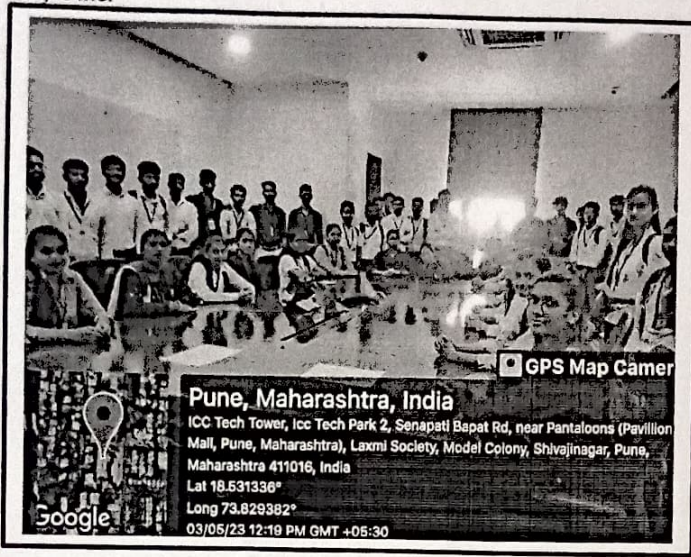 GPS Map Camer
Pune, Maharashtra, India
ICC Tech Tower, Icc Tech Park 2, Senapati Bapat Rd, near Pantaloons (Pavillion
Mall, Pune, Maharashtra), Laxmi Society, Model Colony, Shivajinagar, Pune,
Maharashtra 411016, India
Lat 18.531336°
Long 73.829382°
03/05/23 12:19 PM GMT +05:30
Google